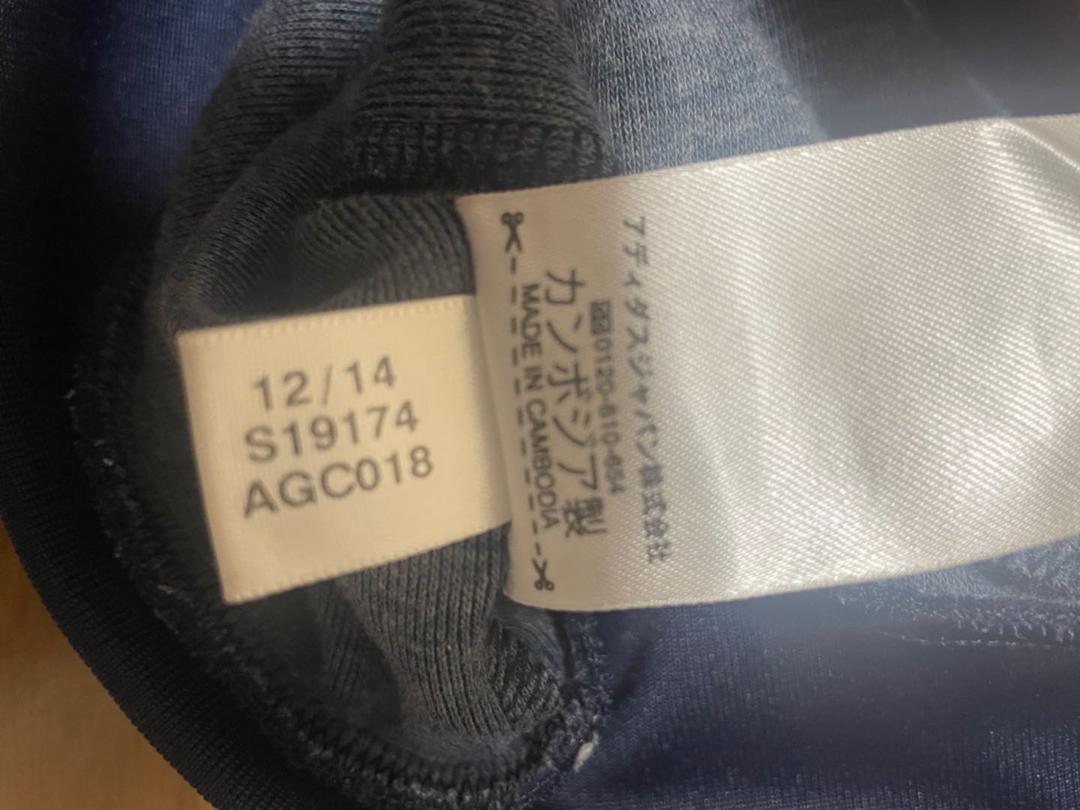 12/14
S19174
AGC018
アディダスジャパン株式会社
0120-810-654
カンボジア製
MADE IN CAMBODIA